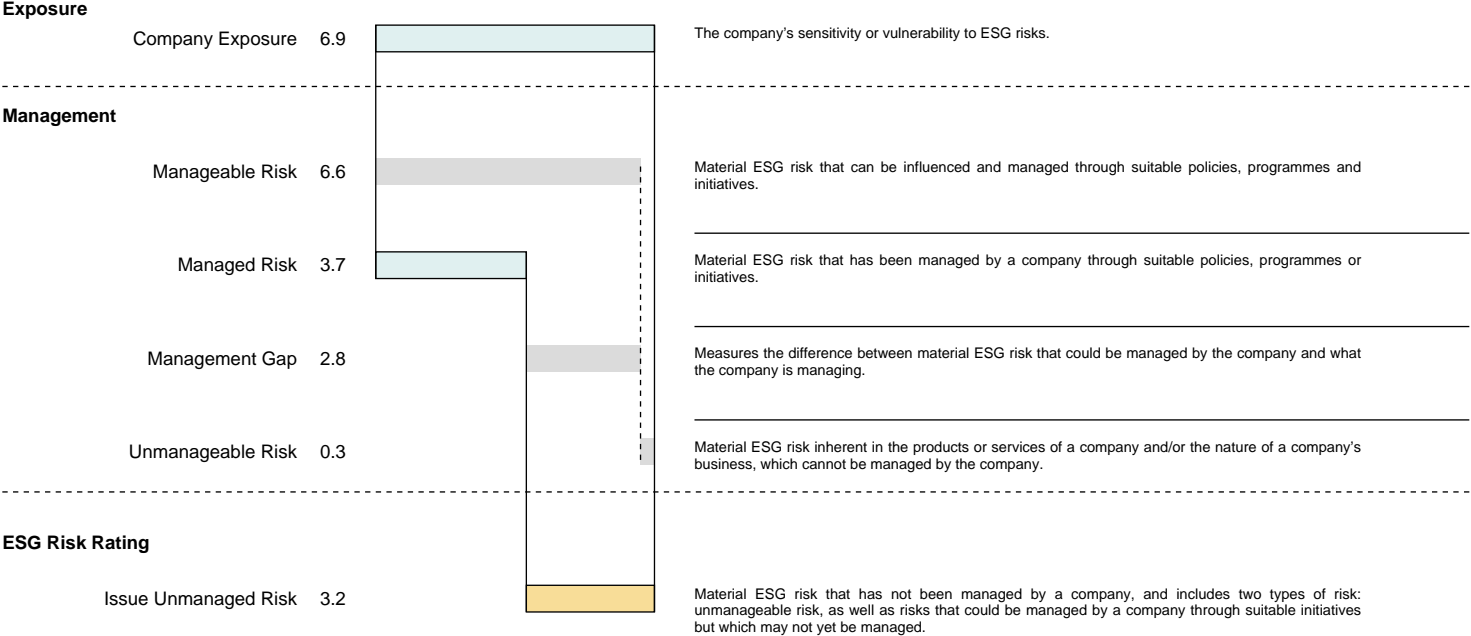 Exposure
Company Exposure 6.9
The company’s sensitivity or vulnerability to ESG risks.
Management
Manageable Risk 6.6
Material ESG risk that can be influenced and managed through suitable policies, programmes and
initiatives.
Managed Risk 3.7
Material ESG risk that has been managed by a company through suitable policies, programmes or
initiatives.
Management Gap 2.8
Measures the difference between material ESG risk that could be managed by the company and what
the company is managing.
Unmanageable Risk 0.3
Material ESG risk inherent in the products or services of a company and/or the nature of a company’s
business, which cannot be managed by the company.
ESG Risk Rating
Issue Unmanaged Risk 3.2
Material ESG risk that has not been managed by a company, and includes two types of risk:
unmanageable risk, as well as risks that could be managed by a company through suitable initiatives
but which may not yet be managed.